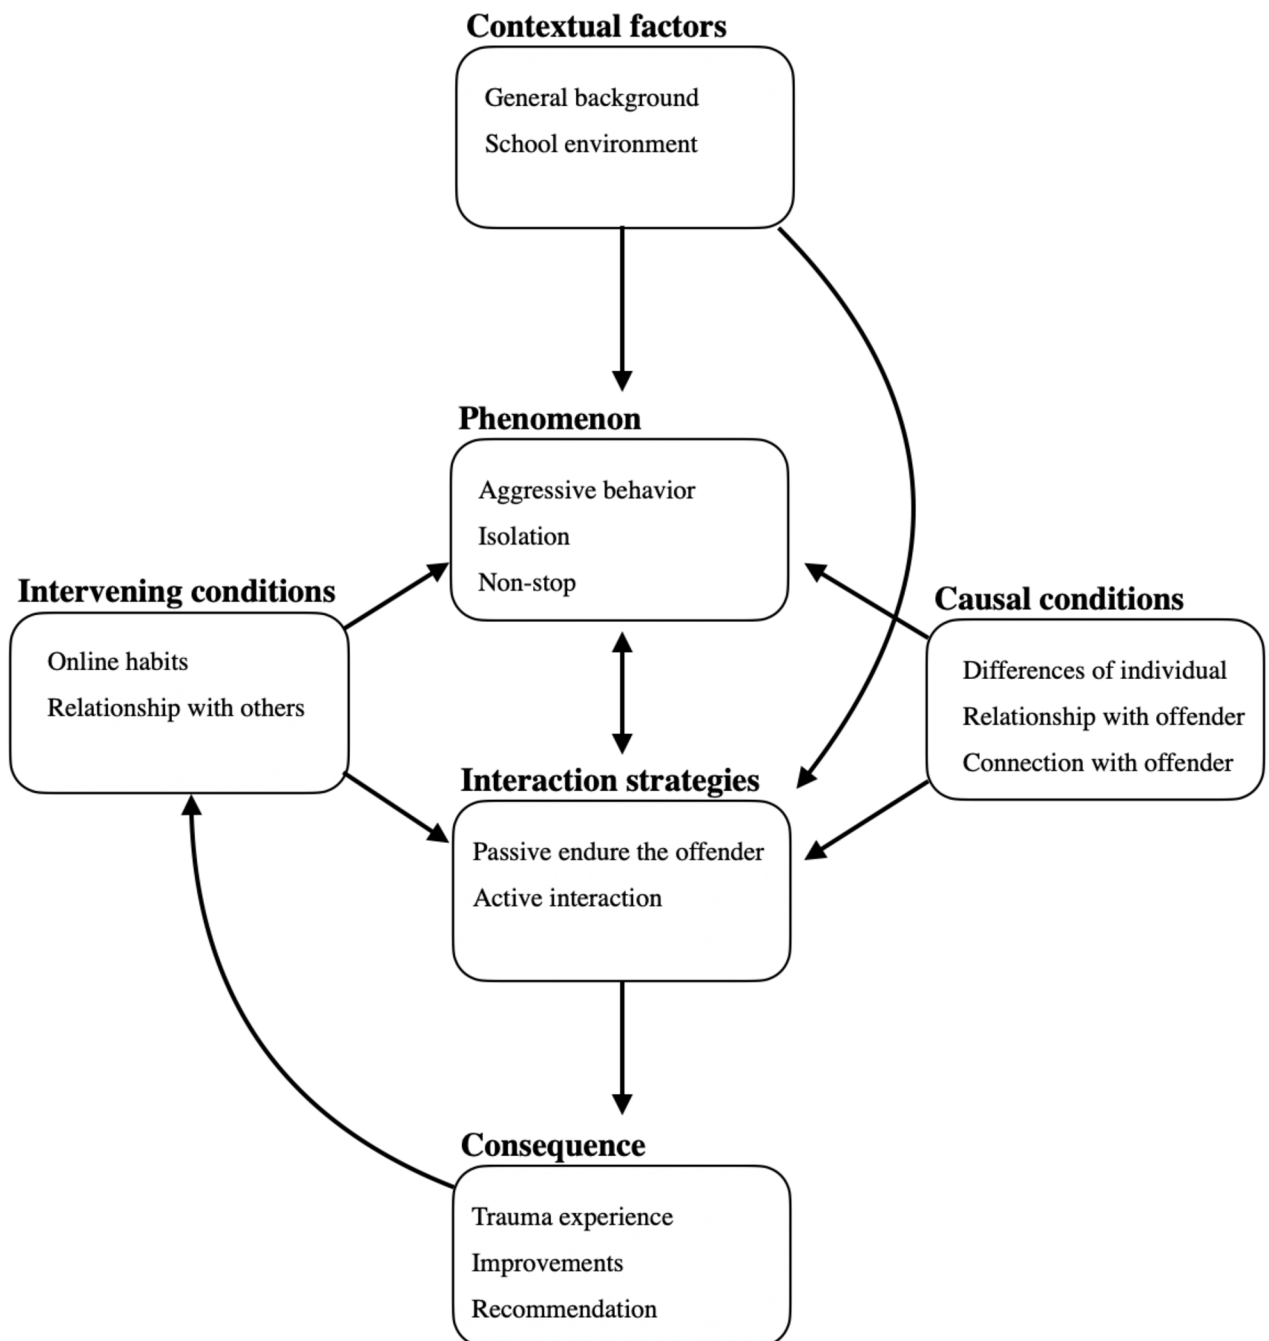 Contextual factors
General background
School environment
Phenomenon
Aggressive behavior
Isolation
Non-stop
Intervening conditions
Online habits
Relationship with others
Causal conditions
Differences of individual
Relationship with offender
Connection with offender
Interaction strategies
Passive endure the offender
Active interaction
Consequence
Trauma experience
Improvements
Recommendation